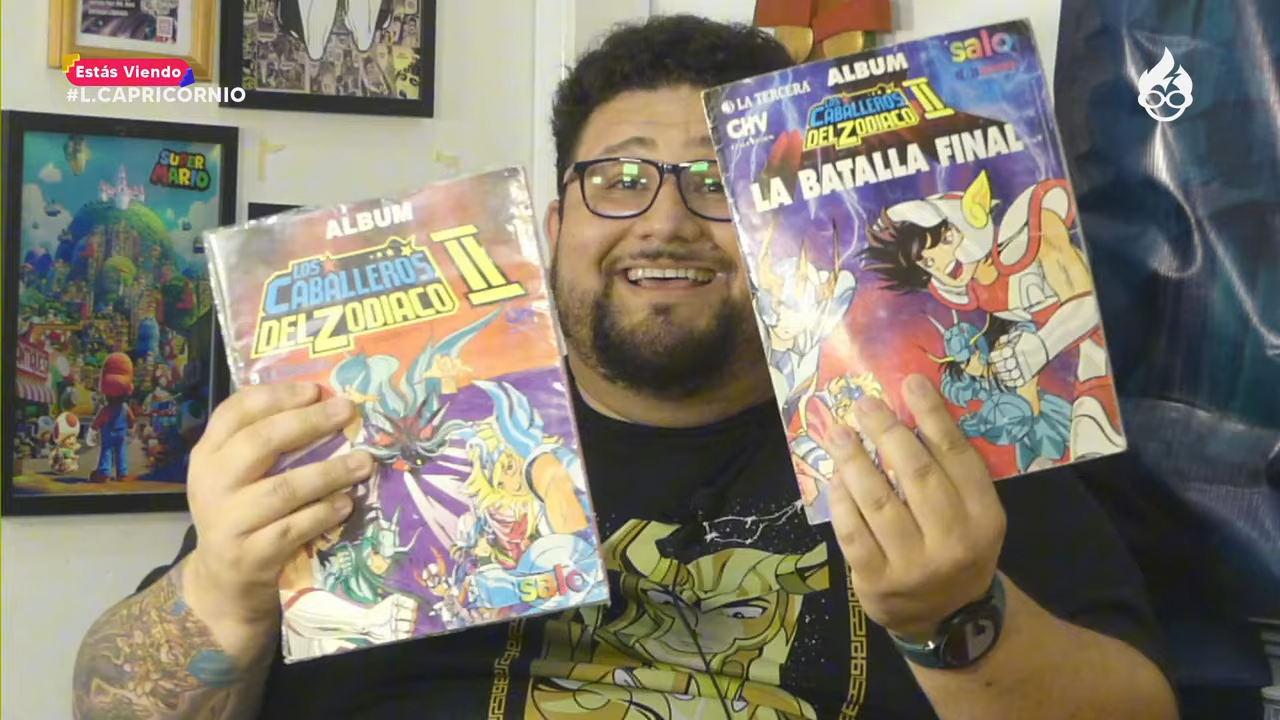 Estás Viendo
#L.CAPRICORNIO
SUPER
MARIO
ALBUM
LOS
CABALLEROS
DEL ZODIACO II
salo
LA TERCERA
ALBUM
salo
CHV
LOS
CABALLEROS
DEL ZODIACO II
LA BATALLA FINAL